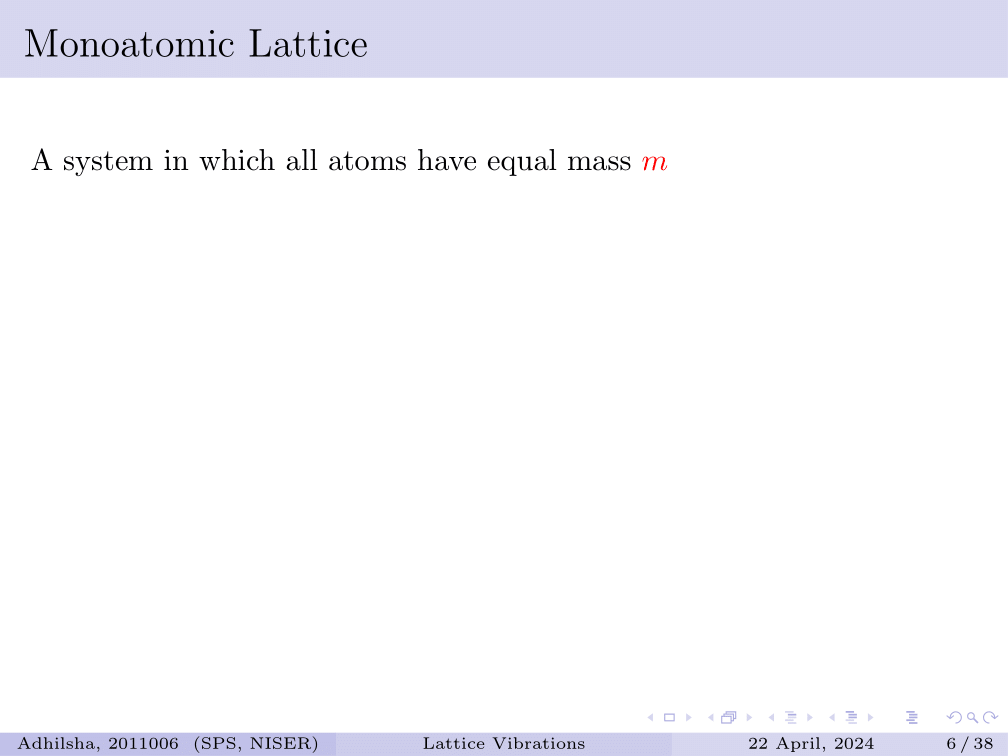 Monoatomic Lattice
A system in which all atoms have equal mass m
Adhilsha, 2011006 (SPS, NISER) Lattice Vibrations 22 April, 2024 6 / 38